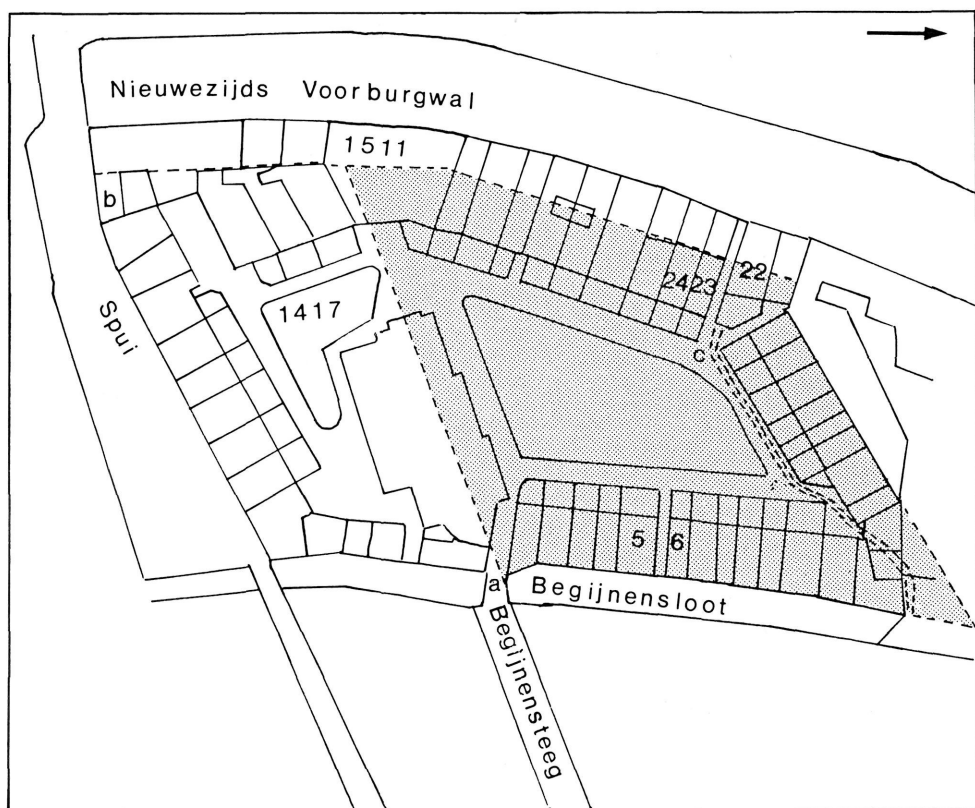 Nieuwezijds Voorburgwal
1511
b
22
2423
1417
Spui
c
5 6
a
Begijnensloot
Begijnensteeg